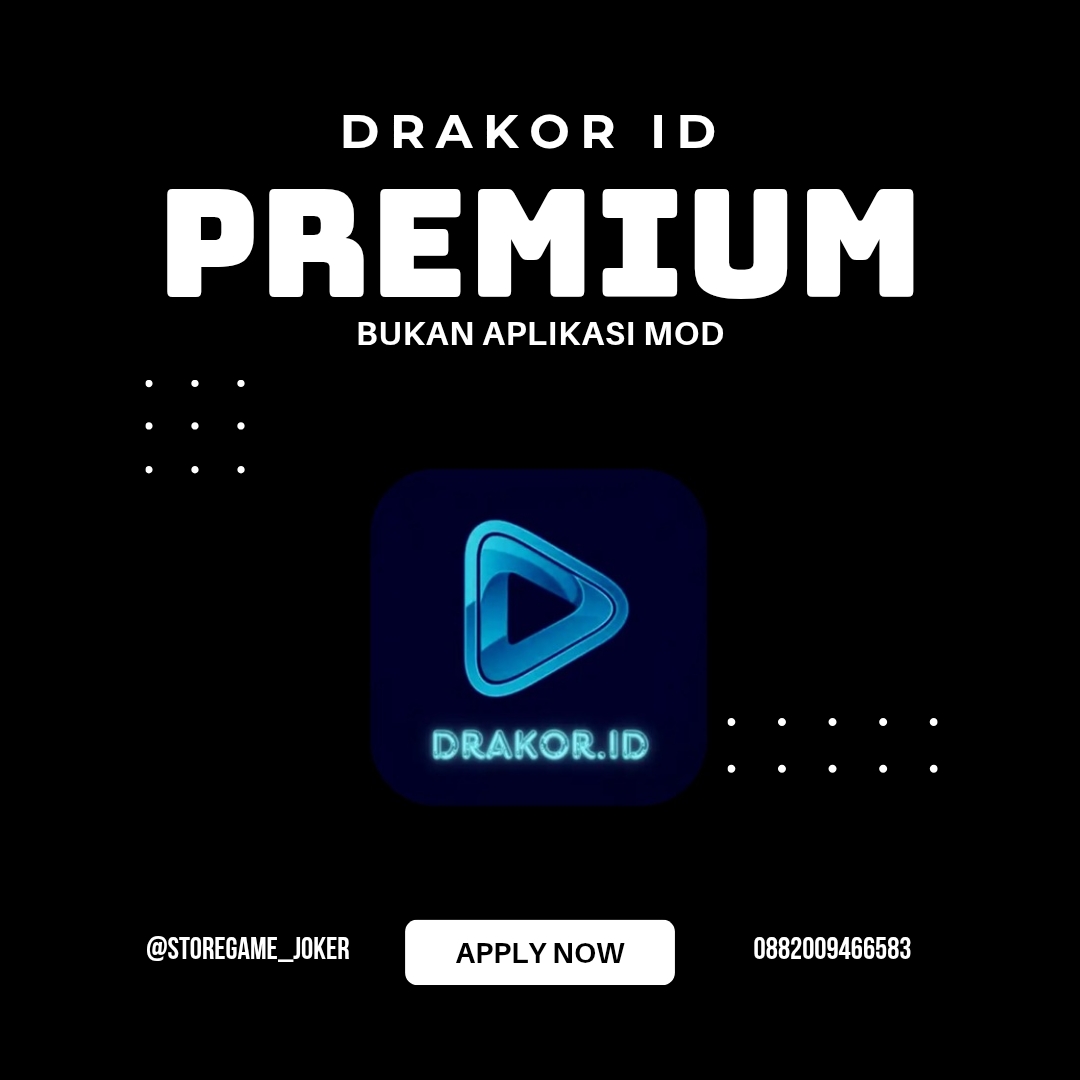 DRAKOR ID
PREMIUM
BUKAN APLIKASI MOD
DRAKOR.ID
@STOREGAME_JOKER
APPLY NOW
0882009466583